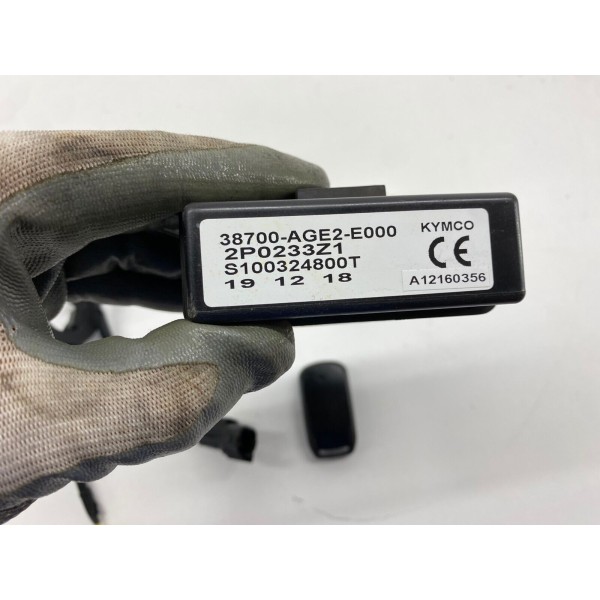 38700-AGE2-E000
2P0233Z1
S100324800T
19 12 18
KYMCO
CE
A12160356